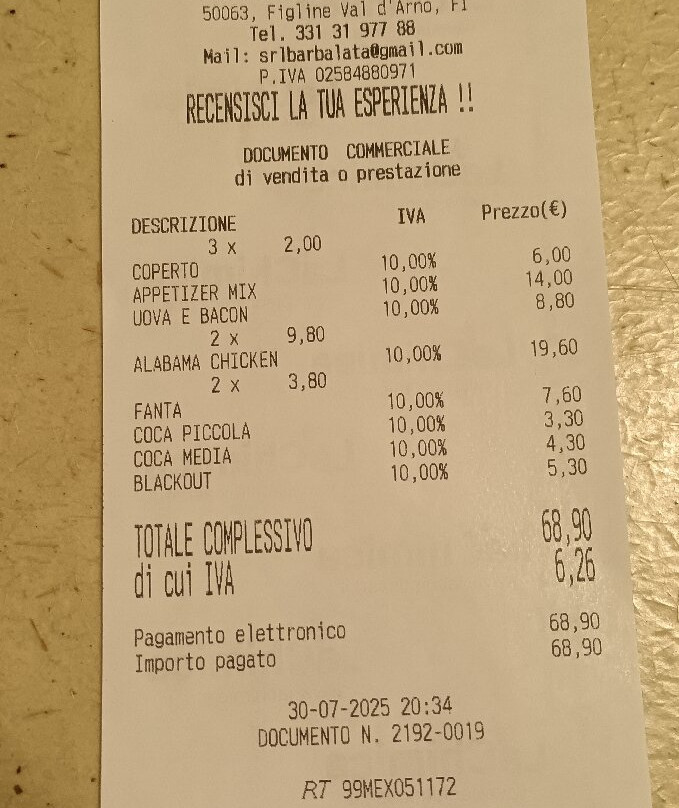 50063, Figline Val d'Arno, FI
Tel. 331 31 977 88
Mail: srlbarbalata@gmail.com
P.IVA 02584880971
RECENSISCI LA TUA ESPERIENZA !!
DOCUMENTO COMMERCIALE
di vendita o prestazione
DESCRIZIONE IVA Prezzo(€)
3 x 2,00
COPERTO 10,00% 6,00
APPETIZER MIX 10,00% 14,00
UOVA E BACON 10,00% 8,80
2 x 9,80
ALABAMA CHICKEN 10,00% 19,60
2 x 3,80
FANTA 10,00% 7,60
COCA PICCOLA 10,00% 3,30
COCA MEDIA 10,00% 4,30
BLACKOUT 10,00% 5,30
TOTALE COMPLESSIVO 68,90
di cui IVA 6,26
Pagamento elettronico 68,90
Importo pagato 68,90
30-07-2025 20:34
DOCUMENTO N. 2192-0019
RT 99MEX051172